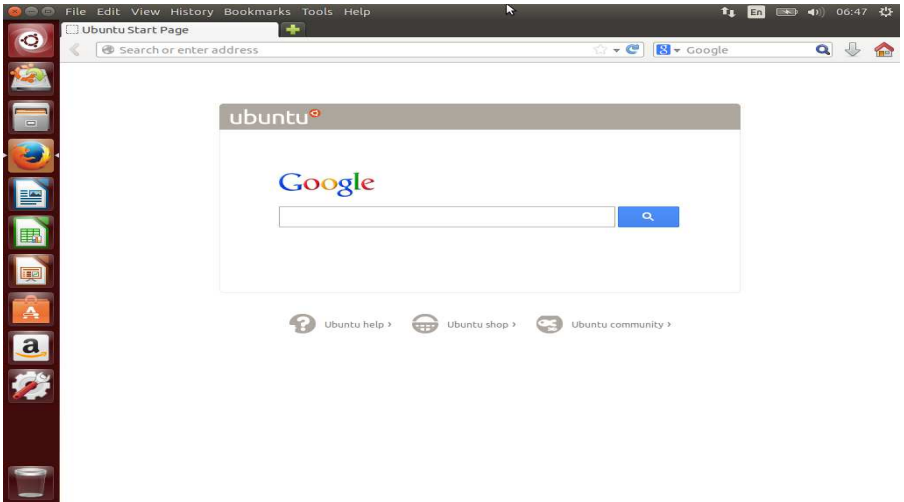 File Edit View History Bookmarks Tools Help En 06:47
Ubuntu Start Page
Search or enter address Google
ubuntu
Google
Ubuntu help › Ubuntu shop › Ubuntu community ›
a